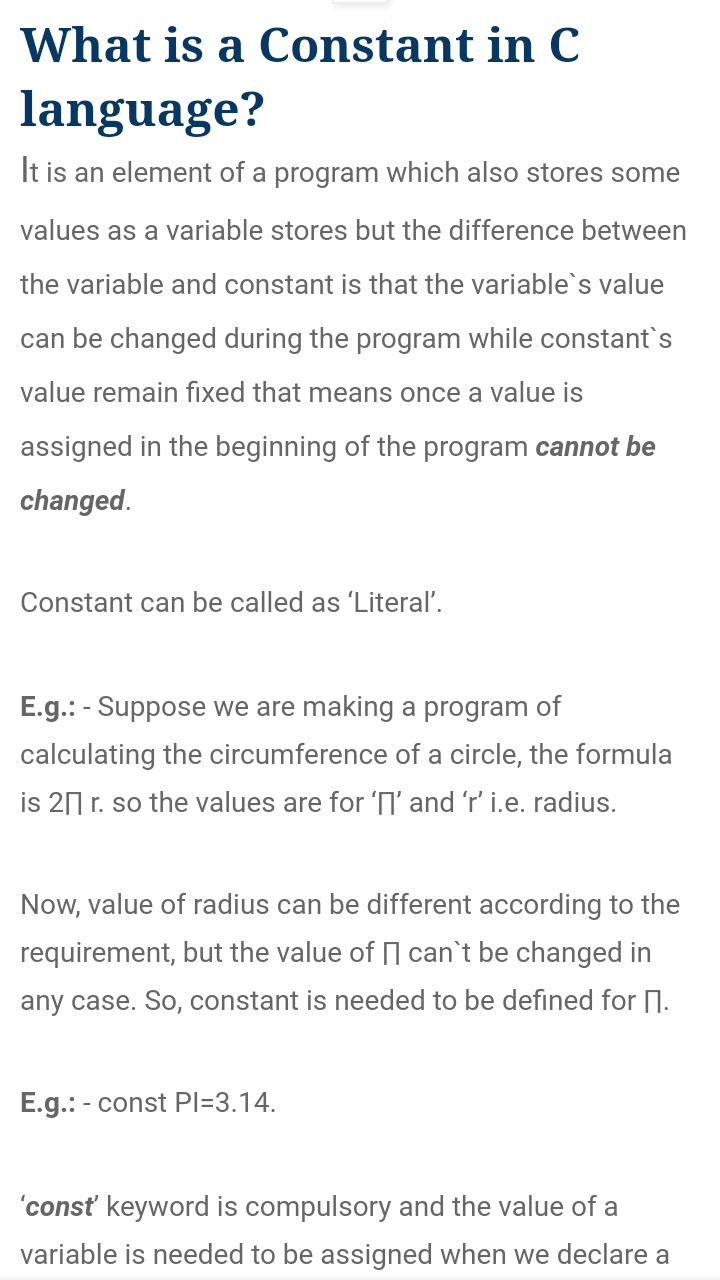 What is a Constant in C
language?
It is an element of a program which also stores some
values as a variable stores but the difference between
the variable and constant is that the variable`s value
can be changed during the program while constant`s
value remain fixed that means once a value is
assigned in the beginning of the program cannot be
changed.
Constant can be called as ‘Literal’.
E.g.: - Suppose we are making a program of
calculating the circumference of a circle, the formula
is 2∏ r. so the values are for ‘∏’ and ‘r’ i.e. radius.
Now, value of radius can be different according to the
requirement, but the value of ∏ can`t be changed in
any case. So, constant is needed to be defined for ∏.
E.g.: - const PI=3.14.
‘const’ keyword is compulsory and the value of a
variable is needed to be assigned when we declare a